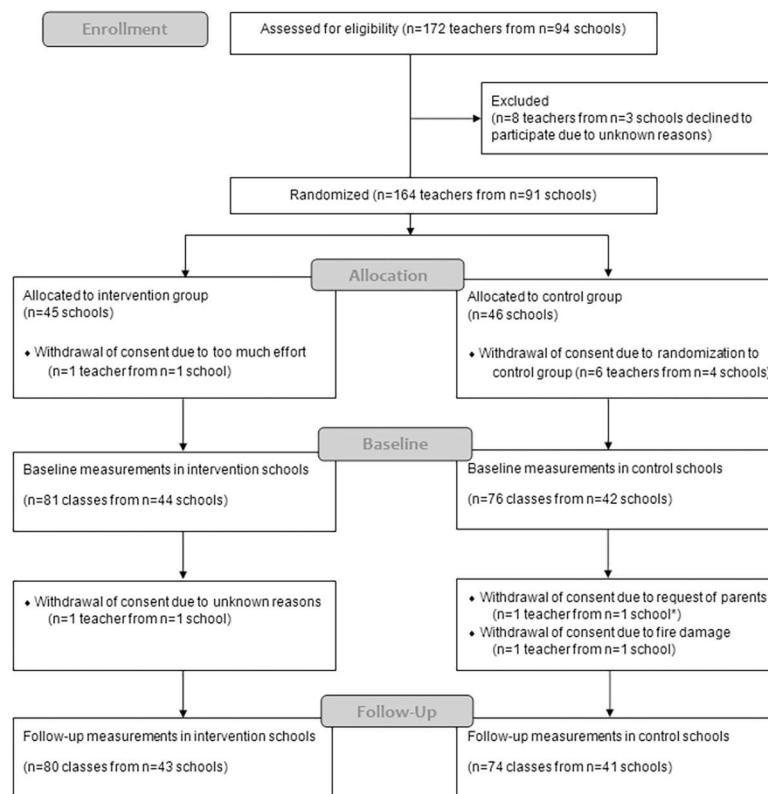 Enrollment
Assessed for eligibility (n=172 teachers from n=94 schools)
Excluded
(n=8 teachers from n=3 schools declined to
participate due to unknown reasons)
Randomized (n=164 teachers from n=91 schools)
Allocation
Allocated to intervention group
(n=45 schools)
♦ Withdrawal of consent due to too much effort
(n=1 teacher from n=1 school)
Allocated to control group
(n=46 schools)
♦ Withdrawal of consent due to randomization to
control group (n=6 teachers from n=4 schools)
Baseline
Baseline measurements in intervention schools
(n=81 classes from n=44 schools)
Baseline measurements in control schools
(n=76 classes from n=42 schools)
♦ Withdrawal of consent due to unknown reasons
(n=1 teacher from n=1 school)
♦ Withdrawal of consent due to request of parents
(n=1 teacher from n=1 school*)
♦ Withdrawal of consent due to fire damage
(n=1 teacher from n=1 school)
Follow-Up
Follow-up measurements in intervention schools
(n=80 classes from n=43 schools)
Follow-up measurements in control schools
(n=74 classes from n=41 schools)